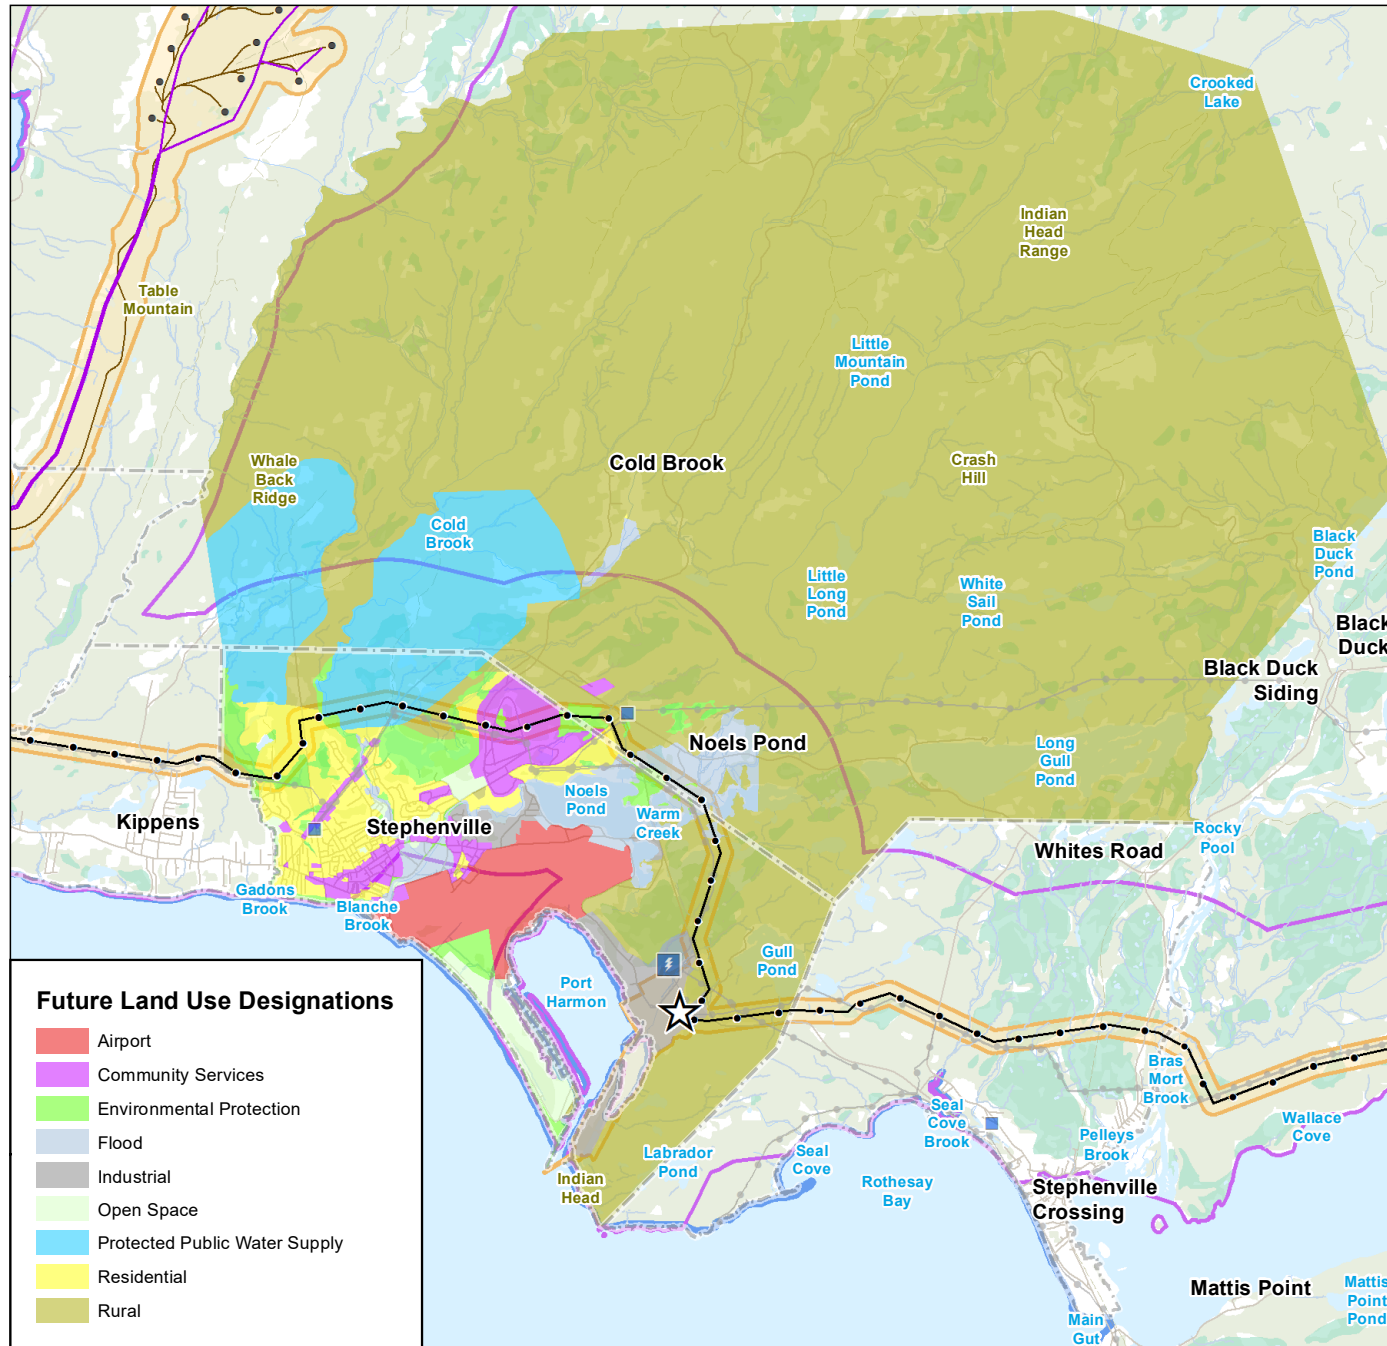 Crooked
Lake
Indian
Head
Range
Table
Mountain
Little
Mountain
Pond
Cold Brook
Whale
Back
Ridge
Crash
Hill
Cold
Brook
Black
Duck
Pond
Little
Long
Pond
White
Sail
Pond
Black
Duck
Black Duck
Siding
Noels Pond
Long
Gull
Pond
Noels
Pond
Warm
Creek
Kippens
Stephenville
Rocky
Pool
Whites Road
Gadons
Brook
Blanche
Brook
Gull
Pond
Port
Harmon
Bras
Mort
Brook
Seal
Cove
Brook
Wallace
Cove
Pelleys
Brook
Labrador
Pond
Seal
Cove
Indian
Head
Rothesay
Bay
Stephenville
Crossing
Mattis Point
Mattis
Point
Pond
Main
Gut
Future Land Use Designations
Airport
Community Services
Environmental Protection
Flood
Industrial
Open Space
Protected Public Water Supply
Residential
Rural